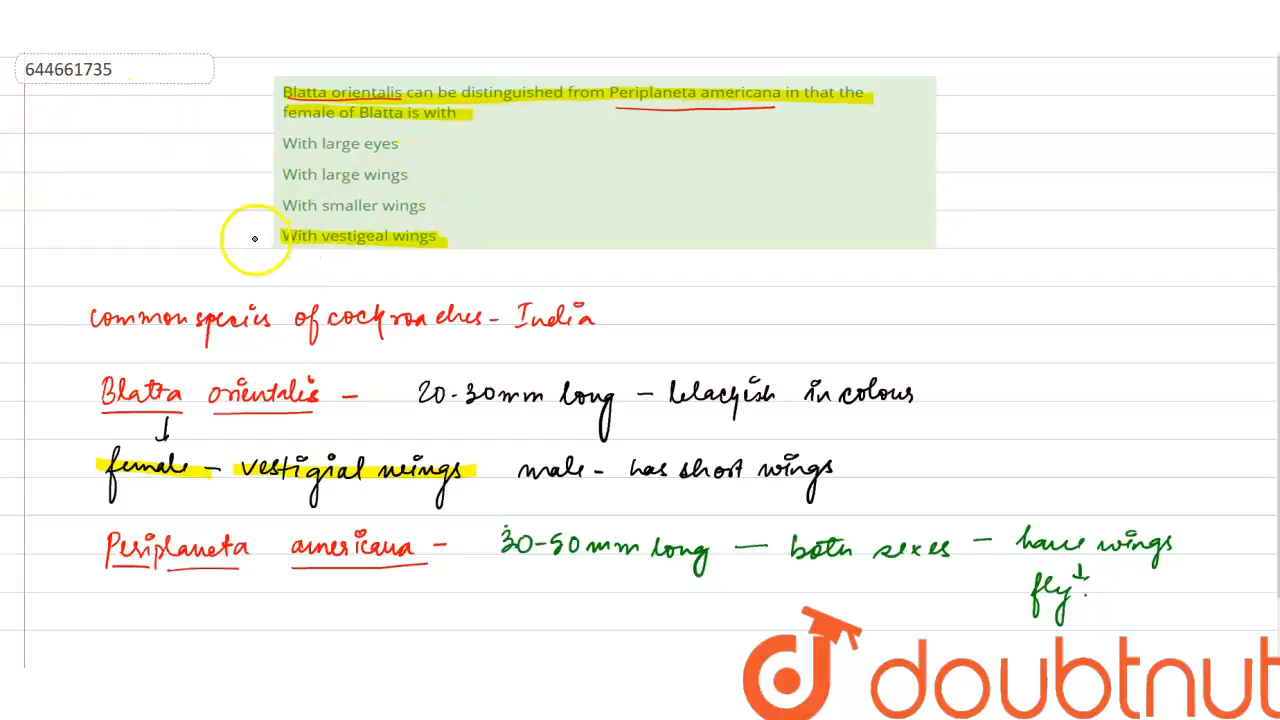 644661735
Blatta orientalis can be distinguished from Periplaneta americana in that the
female of Blatta is with
With large eyes
With large wings
With smaller wings
With vestigeal wings
common species of cockroaches - India
Blatta orientalis - 20-30mm long - blackish in colour
female - vestigial wings male - has short wings
Periplaneta americana - 30-50mm long - both sexes - have wings
fly
doubtnut